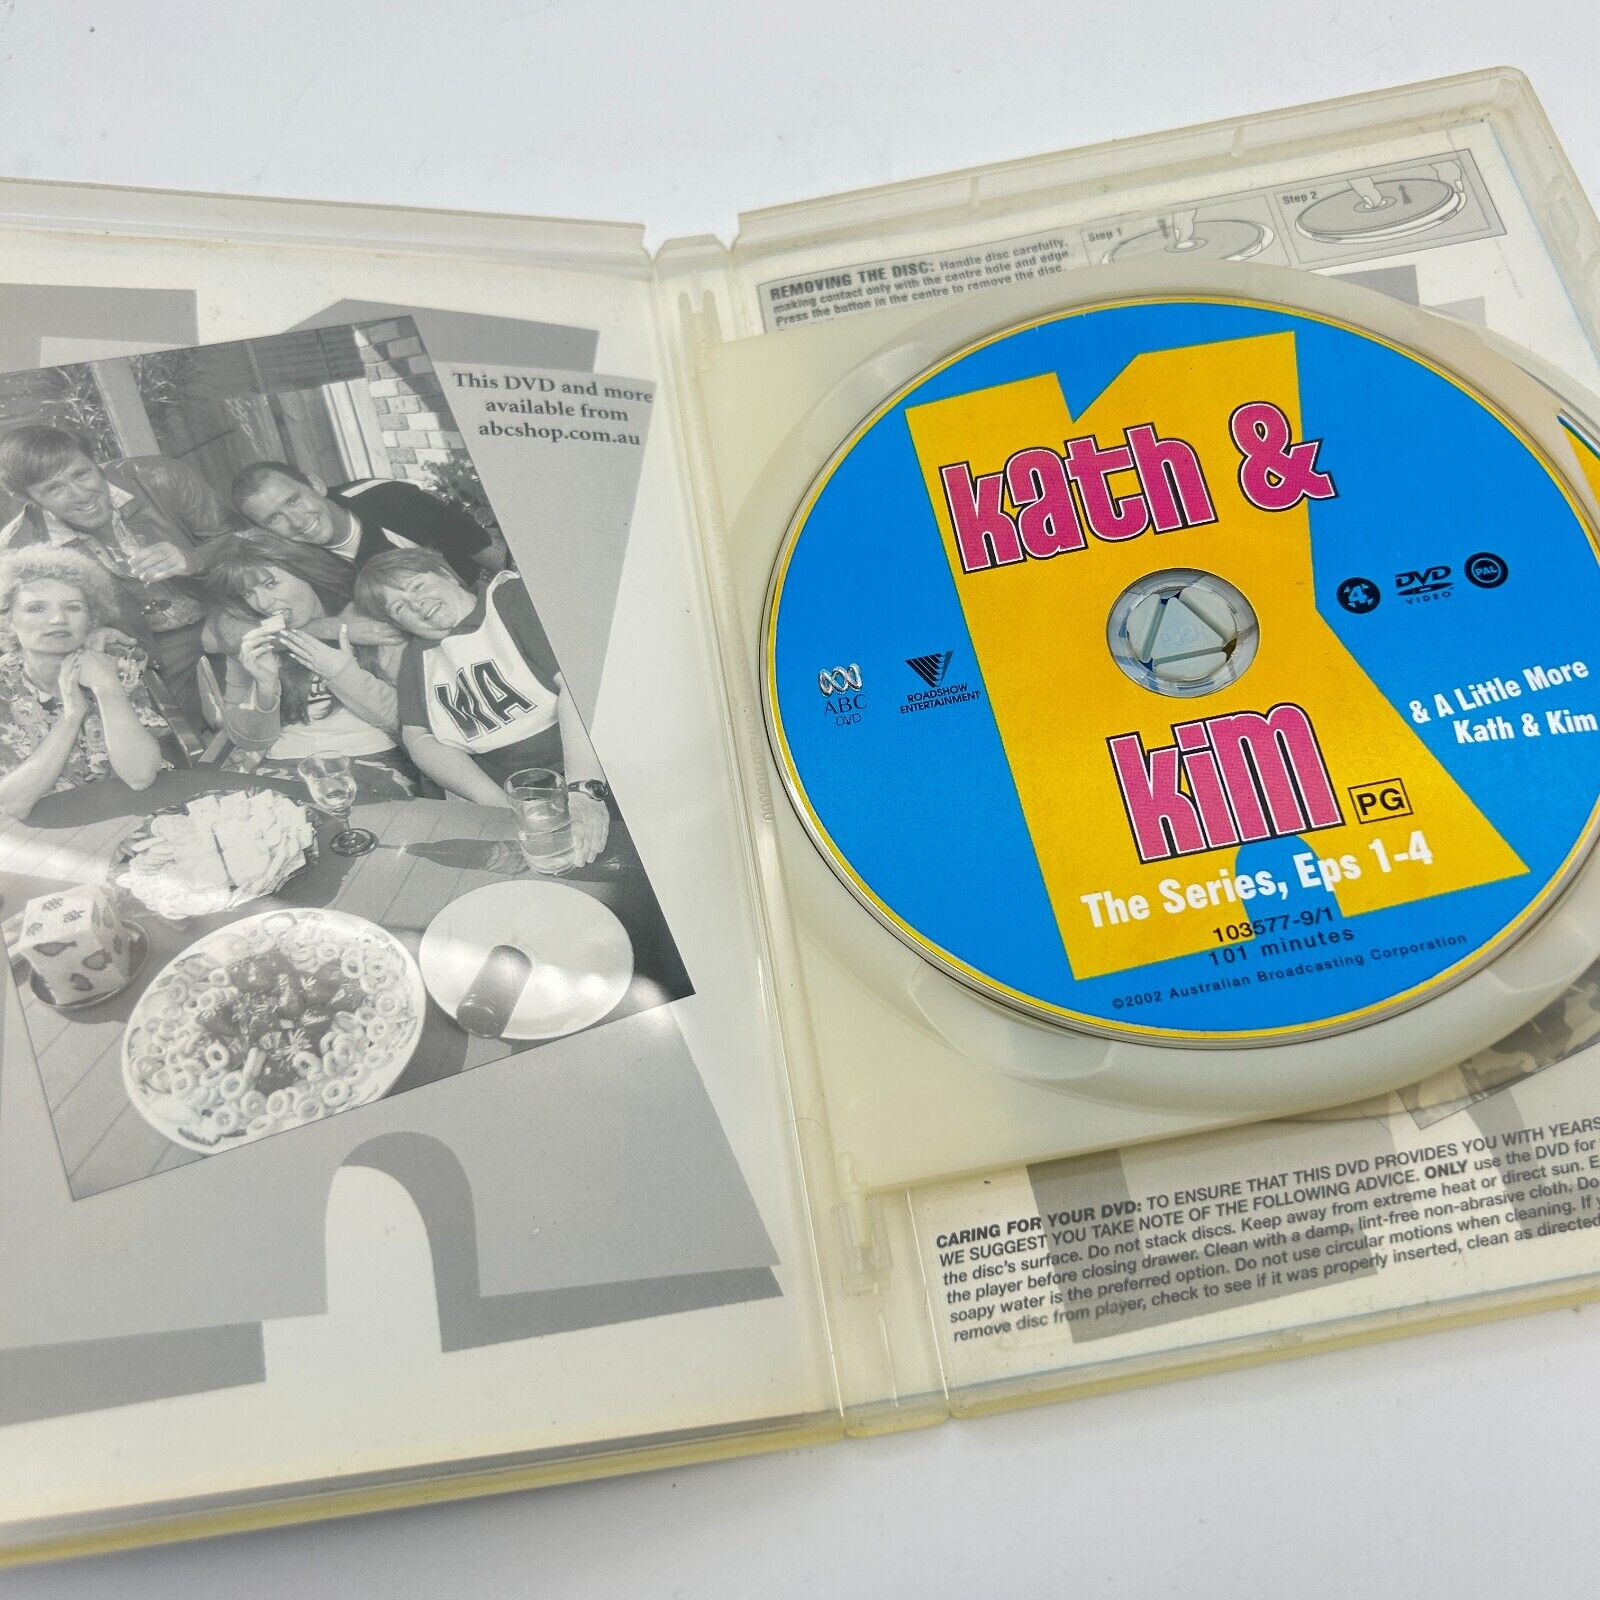 This DVD and more
available from
abcshop.com.au
WA
REMOVING THE DISC: Handle disc carefully,
making contact only with the centre hole and edge
Press the button in the centre to remove the disc.
Step 1
Step 2
kath &
kim
4
DVD
VIDEO
PAL
ABC
DVD
ROADSHOW
ENTERTAINMENT
& A Little More
Kath & Kim
PG
The Series, Eps 1-4
103577-9/1
101 minutes
©2002 Australian Broadcasting Corporation
CARING FOR YOUR DVD: TO ENSURE THAT THIS DVD PROVIDES YOU WITH YEARS
WE SUGGEST YOU TAKE NOTE OF THE FOLLOWING ADVICE. ONLY use the DVD for
the disc's surface. Do not stack discs. Keep away from extreme heat or direct sun. E
the player before closing drawer. Clean with a damp, lint-free non-abrasive cloth, Do
soapy water is the preferred option. Do not use circular motions when cleaning. If y
remove disc from player, check to see if it was properly inserted, clean as directed